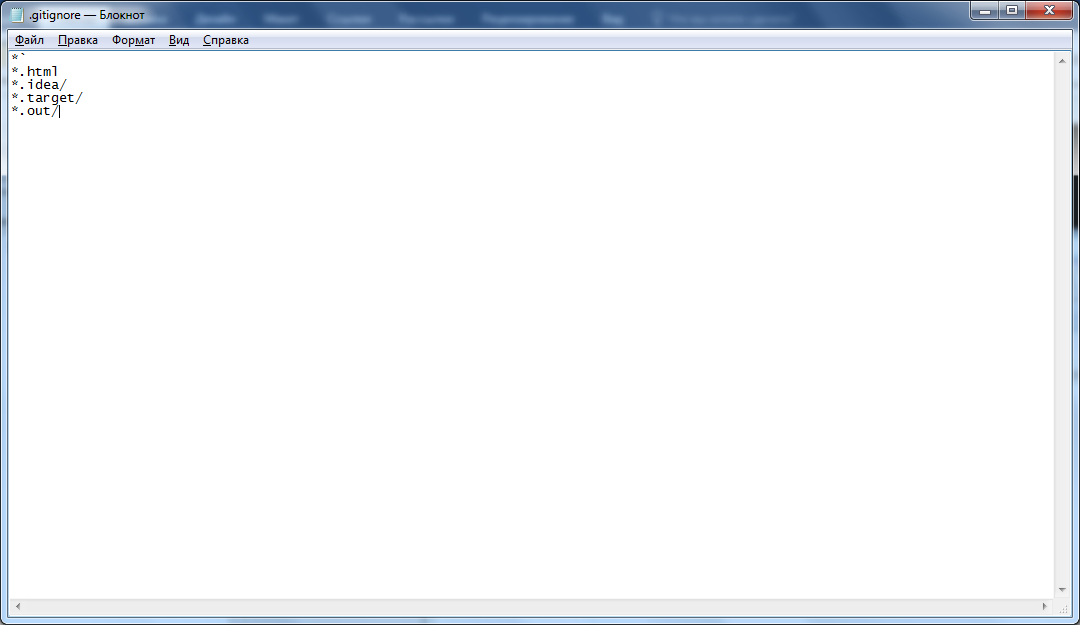 .gitignore — Блокнот
Файл Правка Формат Вид Справка
*`
*.html
*.idea/
*.target/
*.out/